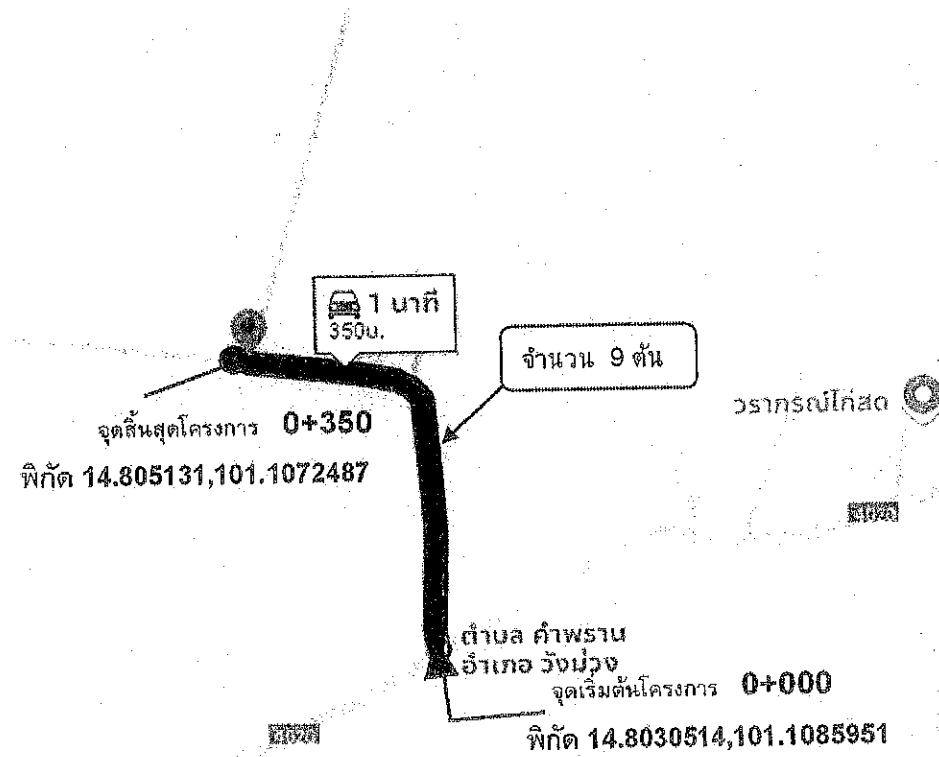 1 นาที
350ม.
จำนวน 9 ต้น
วราภรณ์ไก่สด
จุดสิ้นสุดโครงการ 0+350
พิกัด 14.805131,101.1072487
ตำบล คำพราน
อำเภอ วังม่วง
จุดเริ่มต้นโครงการ 0+000
พิกัด 14.8030514,101.1085951